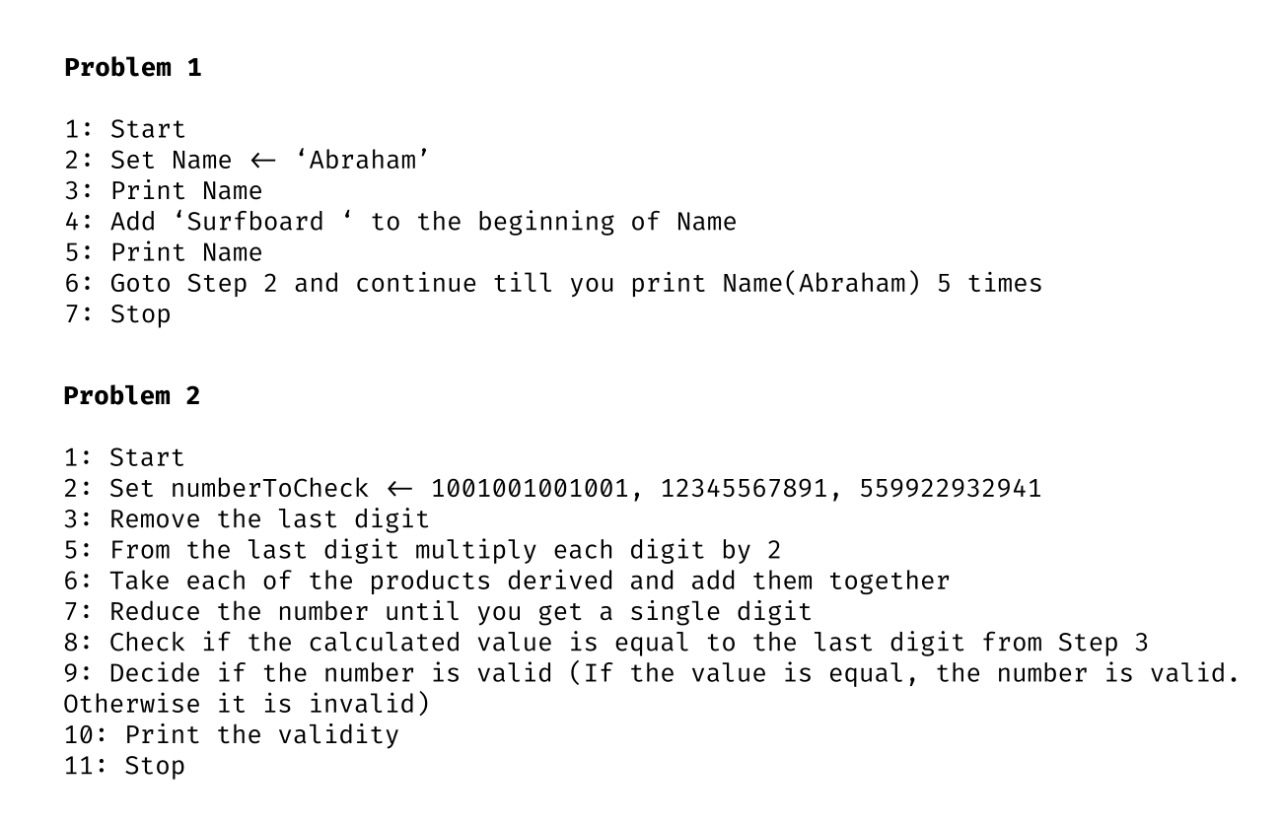 Problem 1
1: Start
2: Set Name ← ‘Abraham’
3: Print Name
4: Add ‘Surfboard ‘ to the beginning of Name
5: Print Name
6: Goto Step 2 and continue till you print Name(Abraham) 5 times
7: Stop
Problem 2
1: Start
2: Set numberToCheck ← 1001001001001, 12345567891, 559922932941
3: Remove the last digit
5: From the last digit multiply each digit by 2
6: Take each of the products derived and add them together
7: Reduce the number until you get a single digit
8: Check if the calculated value is equal to the last digit from Step 3
9: Decide if the number is valid (If the value is equal, the number is valid.
Otherwise it is invalid)
10: Print the validity
11: Stop